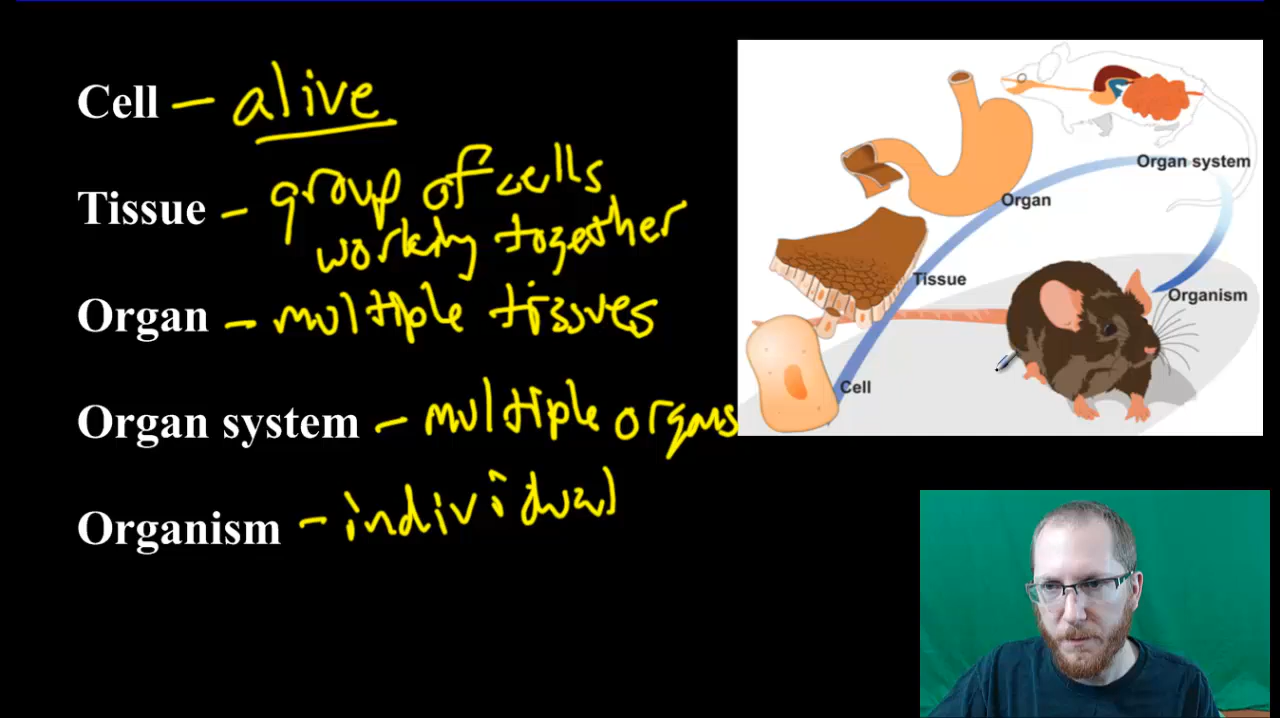 Cell – alive
Tissue – group of cells
working together
Organ – multiple tissues
Organ system – multiple organs
Organism – individual
Organ system
Organ
Organism
Tissue
Cell